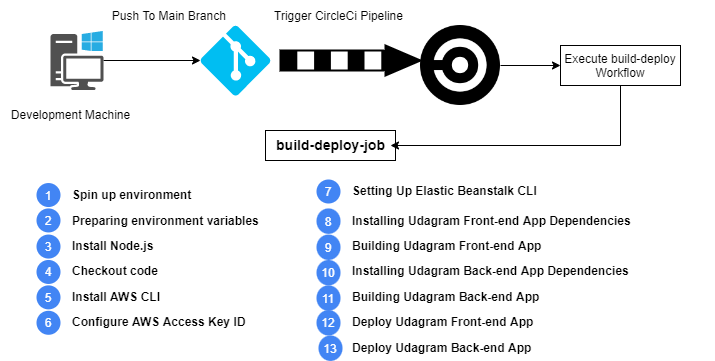 Push To Main Branch
Trigger CircleCi Pipeline
Execute build-deploy
Workflow
Development Machine
build-deploy-job
1 Spin up environment
2 Preparing environment variables
3 Install Node.js
4 Checkout code
5 Install AWS CLI
6 Configure AWS Access Key ID
7 Setting Up Elastic Beanstalk CLI
8 Installing Udagram Front-end App Dependencies
9 Building Udagram Front-end App
10 Installing Udagram Back-end App Dependencies
11 Building Udagram Back-end App
12 Deploy Udagram Front-end App
13 Deploy Udagram Back-end App